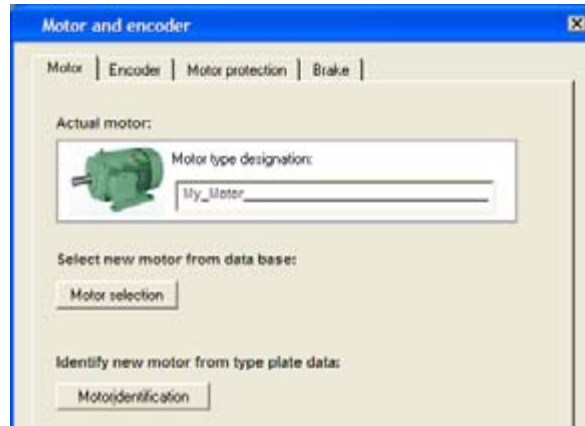 Motor and encoder
Motor Encoder Motor protection Brake
Actual motor:
Motor type designation:
My_Motor
Select new motor from data base:
Motor selection
Identify new motor from type plate data:
Motoridentification